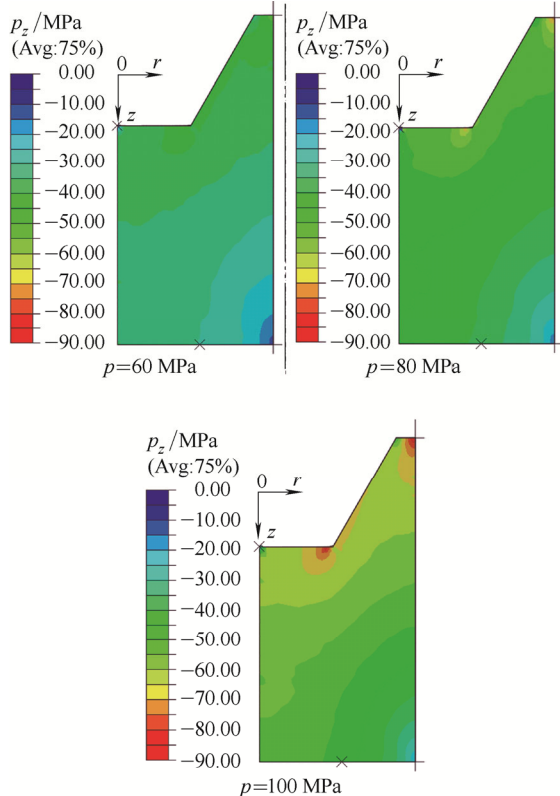 p_z/MPa
(Avg:75%)
0.00
−10.00
−20.00
−30.00
−40.00
−50.00
−60.00
−70.00
−80.00
−90.00
0 r
z
p=60 MPa
p_z/MPa
(Avg:75%)
0.00
−10.00
−20.00
−30.00
−40.00
−50.00
−60.00
−70.00
−80.00
−90.00
0 r
z
p=80 MPa
p_z/MPa
(Avg:75%)
0.00
−10.00
−20.00
−30.00
−40.00
−50.00
−60.00
−70.00
−80.00
−90.00
0 r
z
p=100 MPa